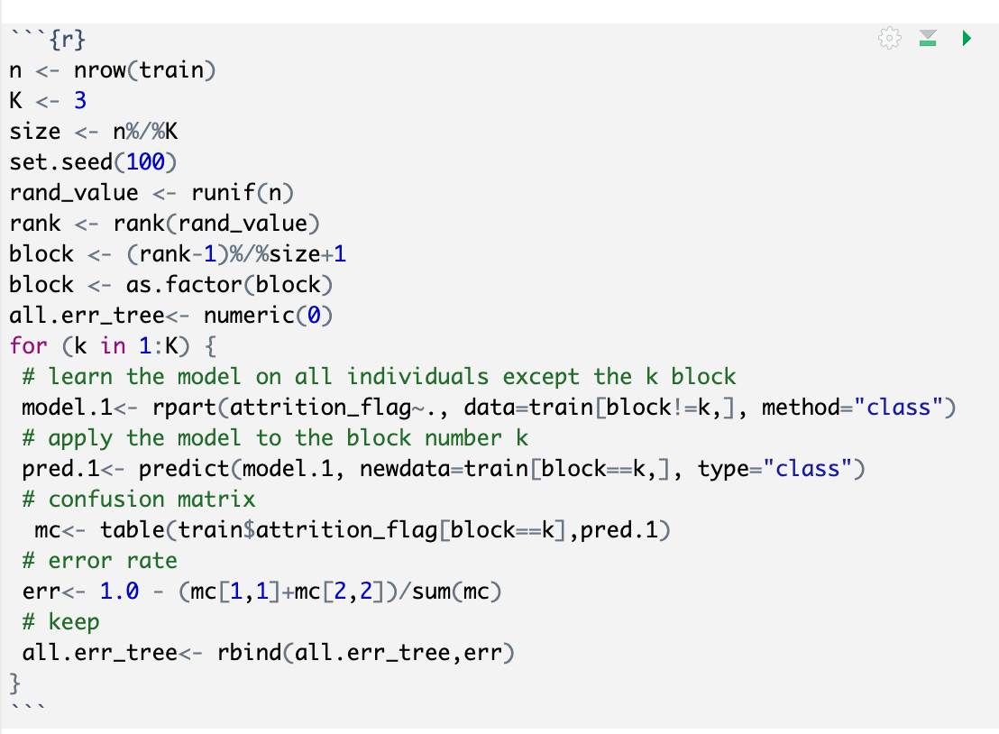 ```{r}
n <- nrow(train)
K <- 3
size <- n%/%K
set.seed(100)
rand_value <- runif(n)
rank <- rank(rand_value)
block <- (rank-1)%/%size+1
block <- as.factor(block)
all.err_tree<- numeric(0)
for (k in 1:K) {
 # learn the model on all individuals except the k block
 model.1<- rpart(attrition_flag~., data=train[block!=k,], method="class")
 # apply the model to the block number k
 pred.1<- predict(model.1, newdata=train[block==k,], type="class")
 # confusion matrix
  mc<- table(train$attrition_flag[block==k],pred.1)
 # error rate
 err<- 1.0 - (mc[1,1]+mc[2,2])/sum(mc)
 # keep
 all.err_tree<- rbind(all.err_tree,err)
}
```